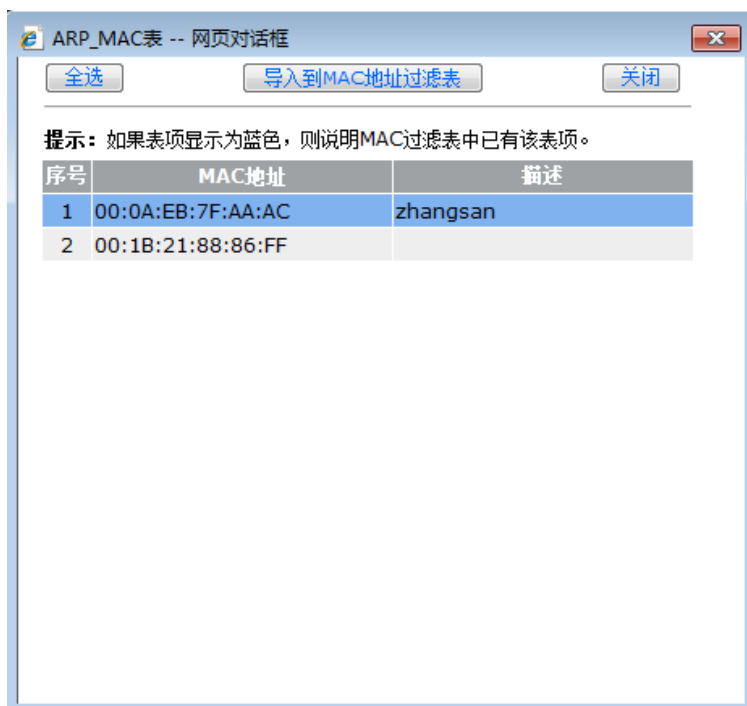 ARP_MAC表 -- 网页对话框
全选 导入到MAC地址过滤表 关闭
提示：如果表项显示为蓝色，则说明MAC过滤表中已有该表项。
序号 MAC地址 描述
1 00:0A:EB:7F:AA:AC zhangsan
2 00:1B:21:88:86:FF